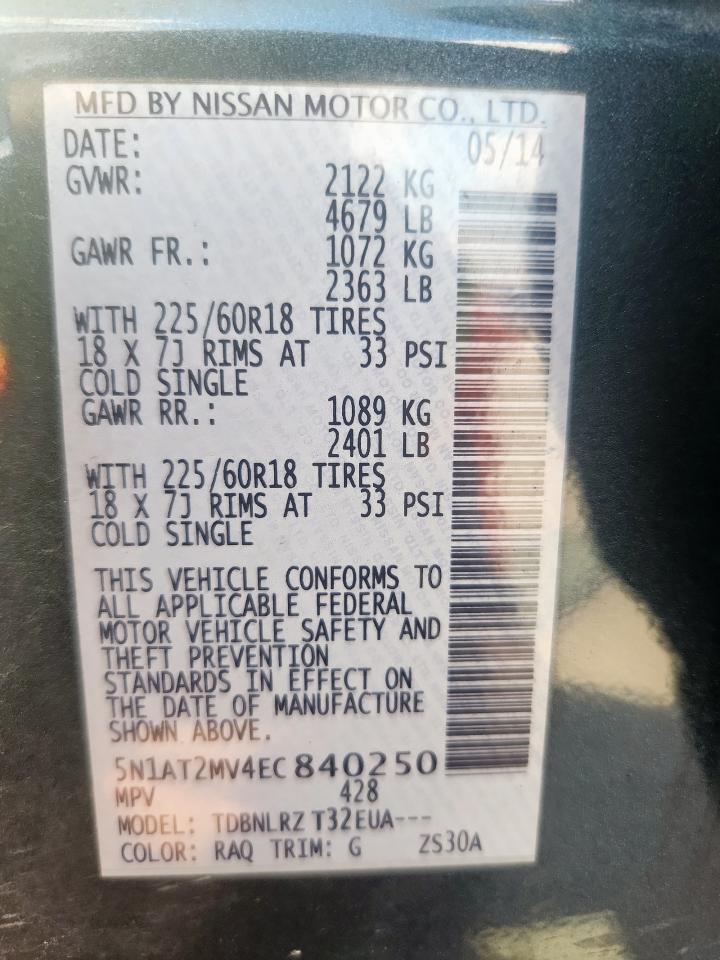 MFD BY NISSAN MOTOR CO., LTD.
DATE: 05/14
GVWR: 2122 KG
4679 LB
GAWR FR.: 1072 KG
2363 LB
WITH 225/60R18 TIRES
18 X 7J RIMS AT 33 PSI
COLD SINGLE
GAWR RR.: 1089 KG
2401 LB
WITH 225/60R18 TIRES
18 X 7J RIMS AT 33 PSI
COLD SINGLE
THIS VEHICLE CONFORMS TO
ALL APPLICABLE FEDERAL
MOTOR VEHICLE SAFETY AND
THEFT PREVENTION
STANDARDS IN EFFECT ON
THE DATE OF MANUFACTURE
SHOWN ABOVE.
5N1AT2MV4EC840250
MPV 428
MODEL: TDBNLRZ T32EUA---
COLOR: RAQ TRIM: G ZS30A